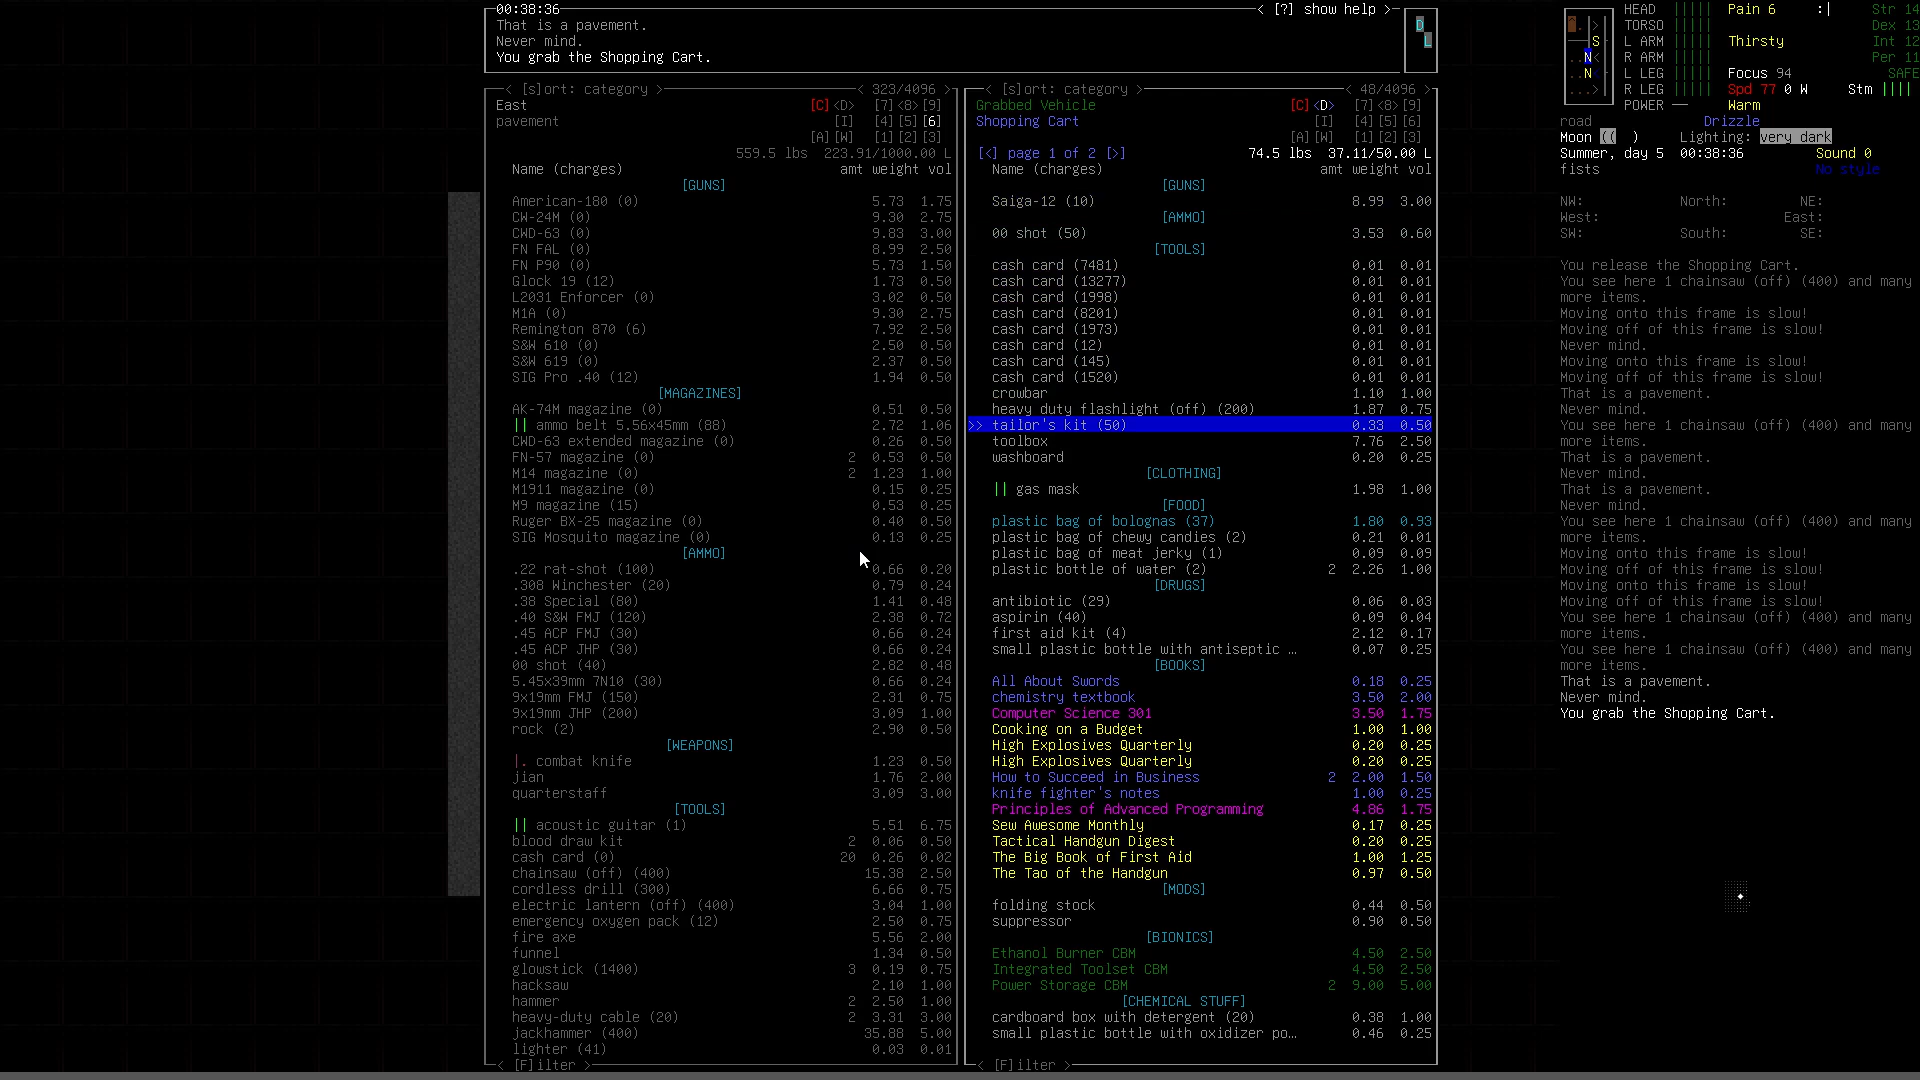 00:38:36 < [?] show help >
That is a pavement.
Never mind.
You grab the Shopping Cart.
< [s]ort: category > < 323/4096 >
East [C]<D> [7]<8>[9]
pavement [I] [4][5][6]
[A][W] [1][2][3]
559.5 lbs 223.91/1000.00 L
Name (charges) amt weight vol
[GUNS]
American-180 (0) 5.73 1.75
CW-24M (0) 9.30 2.75
CWD-63 (0) 9.83 3.00
FN FAL (0) 8.99 2.50
FN P90 (0) 5.73 1.50
Glock 19 (12) 1.73 0.50
L2031 Enforcer (0) 3.02 0.50
M1A (0) 9.30 2.75
Remington 870 (6) 7.92 2.50
S&W 610 (0) 2.50 0.50
S&W 619 (0) 2.37 0.50
SIG Pro .40 (12) 1.94 0.50
[MAGAZINES]
AK-74M magazine (0) 0.51 0.50
|| ammo belt 5.56x45mm (88) 2.72 1.06
CWD-63 extended magazine (0) 0.26 0.50
FN-57 magazine (0) 2 0.53 0.50
M14 magazine (0) 2 1.23 1.00
M1911 magazine (0) 0.15 0.25
M9 magazine (15) 0.53 0.25
Ruger BX-25 magazine (0) 0.40 0.50
SIG Mosquito magazine (0) 0.13 0.25
[AMMO]
.22 rat-shot (100) 0.66 0.20
.308 Winchester (20) 0.79 0.24
.38 Special (80) 1.41 0.48
.40 S&W FMJ (120) 2.38 0.72
.45 ACP FMJ (30) 0.66 0.24
.45 ACP JHP (30) 0.66 0.24
00 shot (40) 2.82 0.48
5.45x39mm 7N10 (30) 0.66 0.24
9x19mm FMJ (150) 2.31 0.75
9x19mm JHP (200) 3.09 1.00
rock (2) 2.90 0.50
[WEAPONS]
|. combat knife 1.23 0.50
jian 1.76 2.00
quarterstaff 3.09 3.00
[TOOLS]
|| acoustic guitar (1) 5.51 6.75
blood draw kit 2 0.06 0.50
cash card (0) 20 0.26 0.02
chainsaw (off) (400) 15.38 2.50
cordless drill (300) 6.66 0.75
electric lantern (off) (400) 3.04 1.00
emergency oxygen pack (12) 2.50 0.75
fire axe 5.56 2.00
funnel 1.34 0.50
glowstick (1400) 3 0.19 0.75
hacksaw 2.10 1.00
hammer 2 2.50 1.00
heavy-duty cable (20) 2 3.31 3.00
jackhammer (400) 35.88 5.00
lighter (41) 0.03 0.01
< [F]ilter >
< [s]ort: category > < 48/4096 >
Grabbed Vehicle [C]<D> [7]<8>[9]
Shopping Cart [I] [4][5][6]
[A][W] [1][2][3]
[<] page 1 of 2 [>] 74.5 lbs 37.11/50.00 L
Name (charges) amt weight vol
[GUNS]
Saiga-12 (10) 8.99 3.00
[AMMO]
00 shot (50) 3.53 0.60
[TOOLS]
cash card (7481) 0.01 0.01
cash card (13277) 0.01 0.01
cash card (1998) 0.01 0.01
cash card (8201) 0.01 0.01
cash card (1973) 0.01 0.01
cash card (12) 0.01 0.01
cash card (145) 0.01 0.01
cash card (1520) 0.01 0.01
crowbar 1.10 1.00
heavy duty flashlight (off) (200) 1.87 0.75
>> tailor's kit (50) 0.33 0.50
toolbox 7.76 2.50
washboard 0.20 0.25
[CLOTHING]
|| gas mask 1.98 1.00
[FOOD]
plastic bag of bolognas (37) 1.80 0.93
plastic bag of chewy candies (2) 0.21 0.01
plastic bag of meat jerky (1) 0.09 0.09
plastic bottle of water (2) 2 2.26 1.00
[DRUGS]
antibiotic (29) 0.06 0.03
aspirin (40) 0.09 0.04
first aid kit (4) 2.12 0.17
small plastic bottle with antiseptic … 0.07 0.25
[BOOKS]
All About Swords 0.18 0.25
chemistry textbook 3.50 2.00
Computer Science 301 3.50 1.75
Cooking on a Budget 1.00 1.00
High Explosives Quarterly 0.20 0.25
High Explosives Quarterly 0.20 0.25
How to Succeed in Business 2 2.00 1.50
knife fighter's notes 1.00 0.25
Principles of Advanced Programming 4.86 1.75
Sew Awesome Monthly 0.17 0.25
Tactical Handgun Digest 0.20 0.25
The Big Book of First Aid 1.00 1.25
The Tao of the Handgun 0.97 0.50
[MODS]
folding stock 0.44 0.50
suppressor 0.90 0.50
[BIONICS]
Ethanol Burner CBM 4.50 2.50
Integrated Toolset CBM 4.50 2.50
Power Storage CBM 2 9.00 5.00
[CHEMICAL STUFF]
cardboard box with detergent (20) 0.38 1.00
small plastic bottle with oxidizer po… 0.46 0.25
< [F]ilter >
D
L
S
N
N
HEAD ||||| Pain 6 :| Str 14
TORSO ||||| Dex 13
L ARM ||||| Thirsty Int 12
R ARM ||||| Per 11
L LEG ||||| Focus 94 SAFE
R LEG ||||| Spd 77 0 W Stm ||||
POWER — Warm
road Drizzle
Moon (( ) Lighting: very dark
Summer, day 5 00:38:36 Sound 0
fists No style
NW: North: NE:
West: East:
SW: South: SE:
You release the Shopping Cart.
You see here 1 chainsaw (off) (400) and many
more items.
Moving onto this frame is slow!
Moving off of this frame is slow!
Never mind.
Moving onto this frame is slow!
Moving off of this frame is slow!
That is a pavement.
Never mind.
You see here 1 chainsaw (off) (400) and many
more items.
That is a pavement.
Never mind.
That is a pavement.
Never mind.
You see here 1 chainsaw (off) (400) and many
more items.
Moving onto this frame is slow!
Moving off of this frame is slow!
Moving onto this frame is slow!
Moving off of this frame is slow!
You see here 1 chainsaw (off) (400) and many
more items.
You see here 1 chainsaw (off) (400) and many
more items.
That is a pavement.
Never mind.
You grab the Shopping Cart.